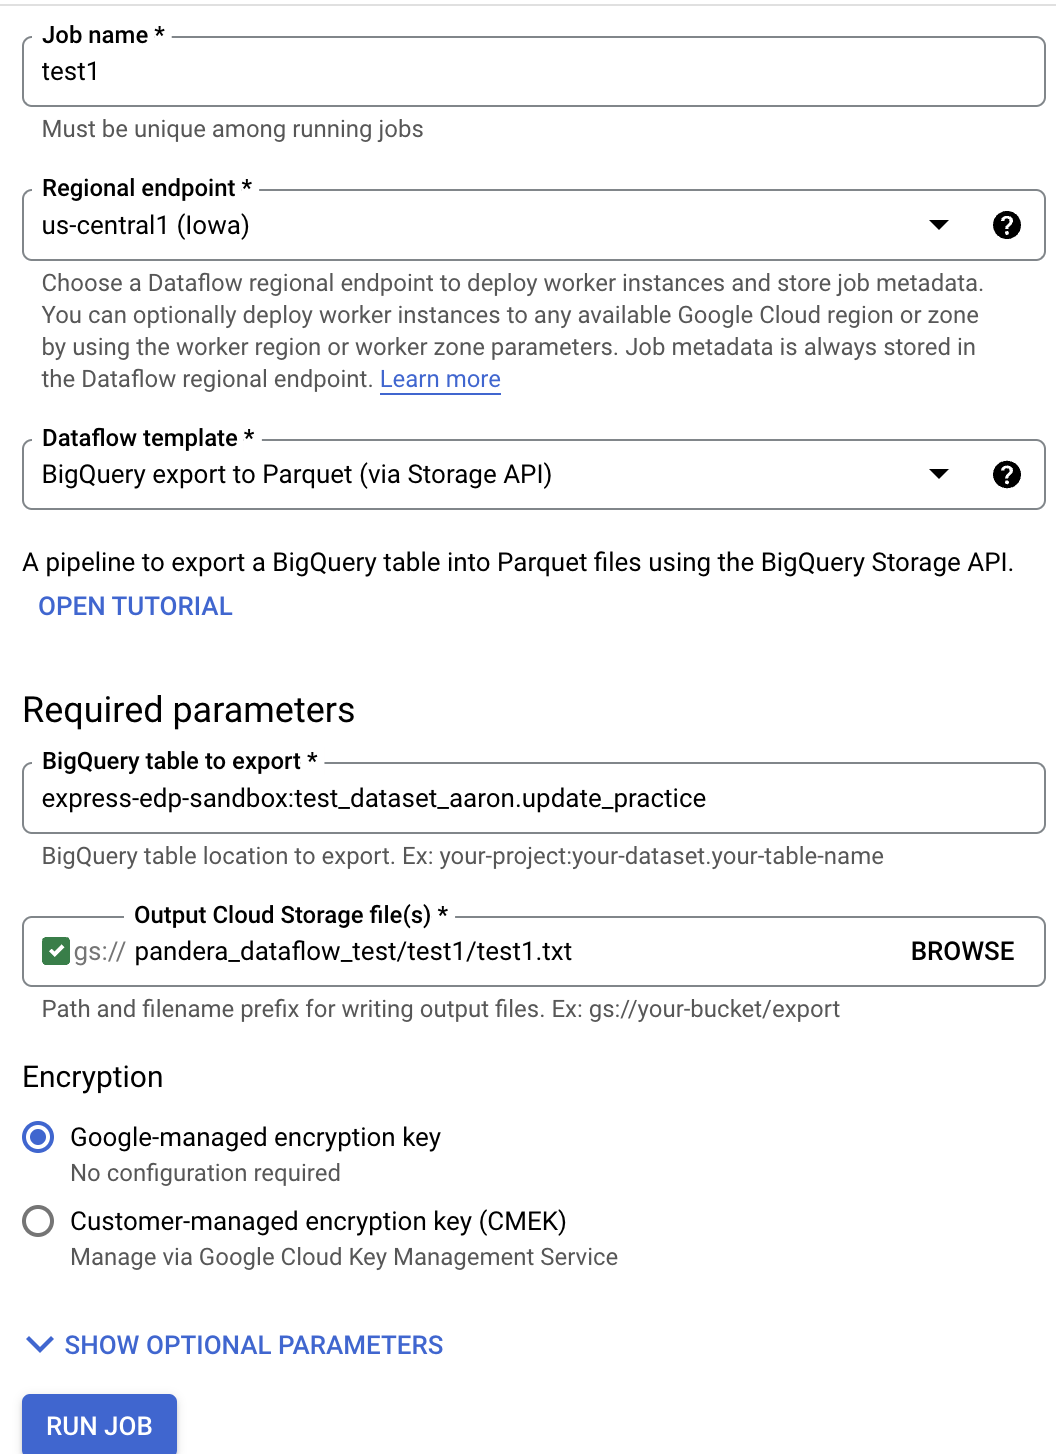 Job name *
test1
Must be unique among running jobs
Regional endpoint *
us-central1 (Iowa)
?
Choose a Dataflow regional endpoint to deploy worker instances and store job metadata.
You can optionally deploy worker instances to any available Google Cloud region or zone
by using the worker region or worker zone parameters. Job metadata is always stored in
the Dataflow regional endpoint. Learn more
Dataflow template *
BigQuery export to Parquet (via Storage API)
?
A pipeline to export a BigQuery table into Parquet files using the BigQuery Storage API.
OPEN TUTORIAL
Required parameters
BigQuery table to export *
express-edp-sandbox:test_dataset_aaron.update_practice
BigQuery table location to export. Ex: your-project:your-dataset.your-table-name
Output Cloud Storage file(s) *
gs:// pandera_dataflow_test/test1/test1.txt BROWSE
Path and filename prefix for writing output files. Ex: gs://your-bucket/export
Encryption
Google-managed encryption key
No configuration required
Customer-managed encryption key (CMEK)
Manage via Google Cloud Key Management Service
SHOW OPTIONAL PARAMETERS
RUN JOB